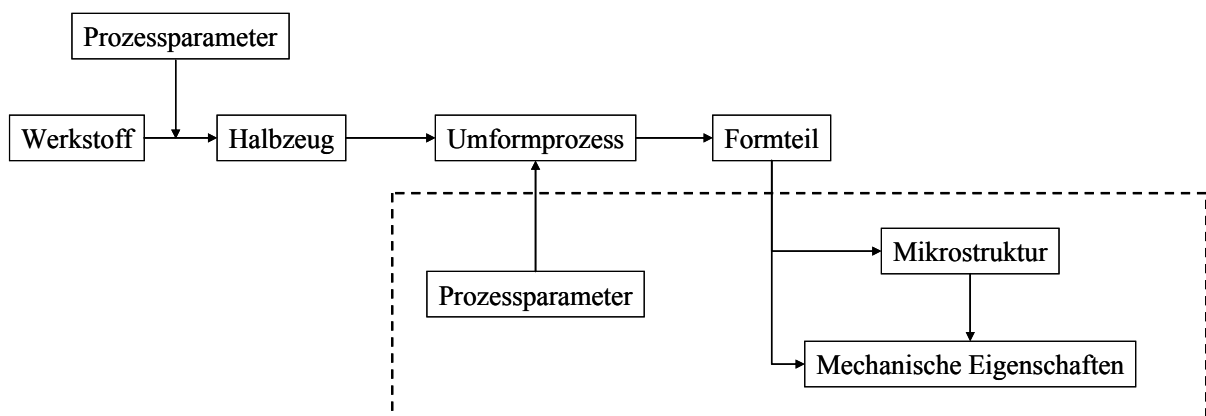 Prozessparameter
Werkstoff
Halbzeug
Umformprozess
Formteil
Mikrostruktur
Prozessparameter
Mechanische Eigenschaften